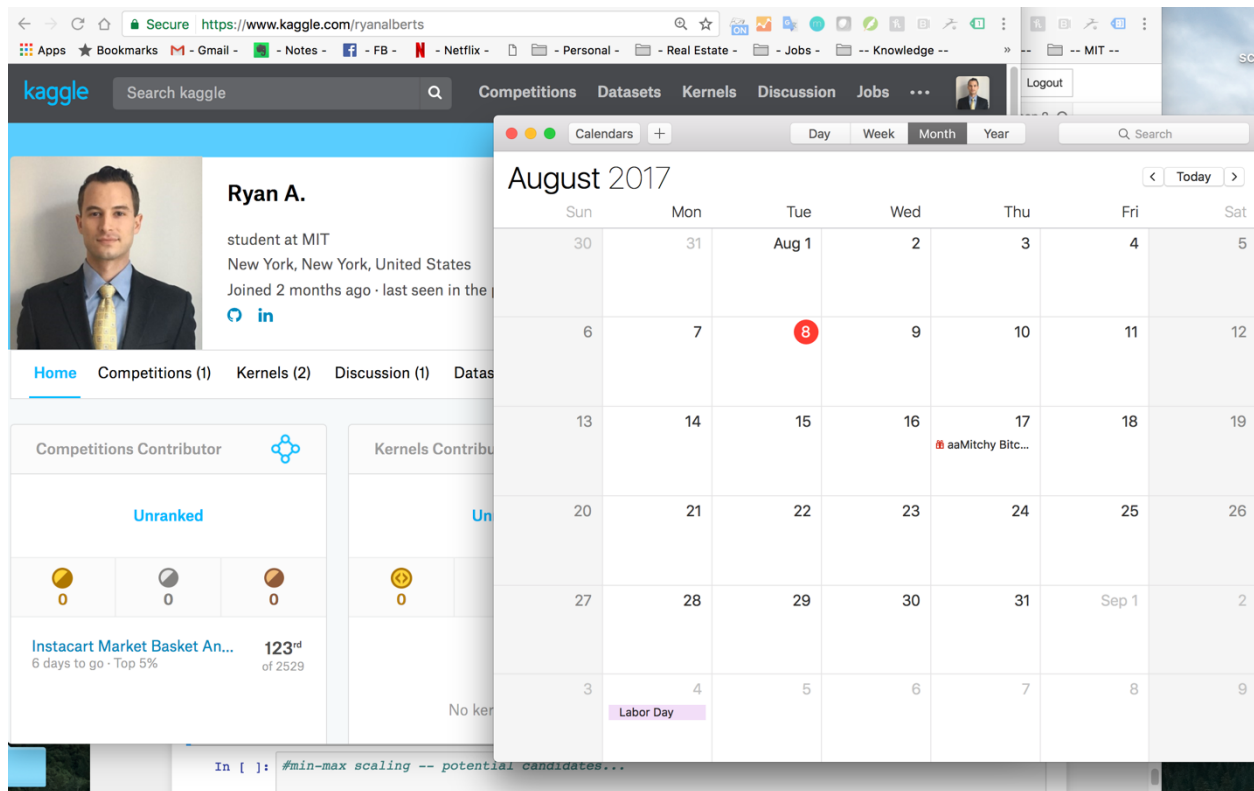 Secure https://www.kaggle.com/ryanalberts
ON
Apps Bookmarks M - Gmail - - Notes - - FB - - Netflix - - Personal - - Real Estate - - Jobs - -- Knowledge -- » -- -- MIT --
kaggle Search kaggle Competitions Datasets Kernels Discussion Jobs ••• Logout
Calendars + Day Week Month Year Search
August 2017 < Today >
Sun Mon Tue Wed Thu Fri Sat
30 31 Aug 1 2 3 4 5
6 7 8 9 10 11 12
13 14 15 16 17 18 19
aaMitchy Bitc...
20 21 22 23 24 25 26
27 28 29 30 31 Sep 1 2
3 4 5 6 7 8 9
Labor Day
Ryan A.
student at MIT
New York, New York, United States
Joined 2 months ago · last seen in the
in
Home Competitions (1) Kernels (2) Discussion (1) Datas
Competitions Contributor
Unranked
0 0 0
Instacart Market Basket An... 123rd
6 days to go · Top 5% of 2529
Kernels Contribu
Un
0
No ker
In [ ]: #min-max scaling -- potential candidates...